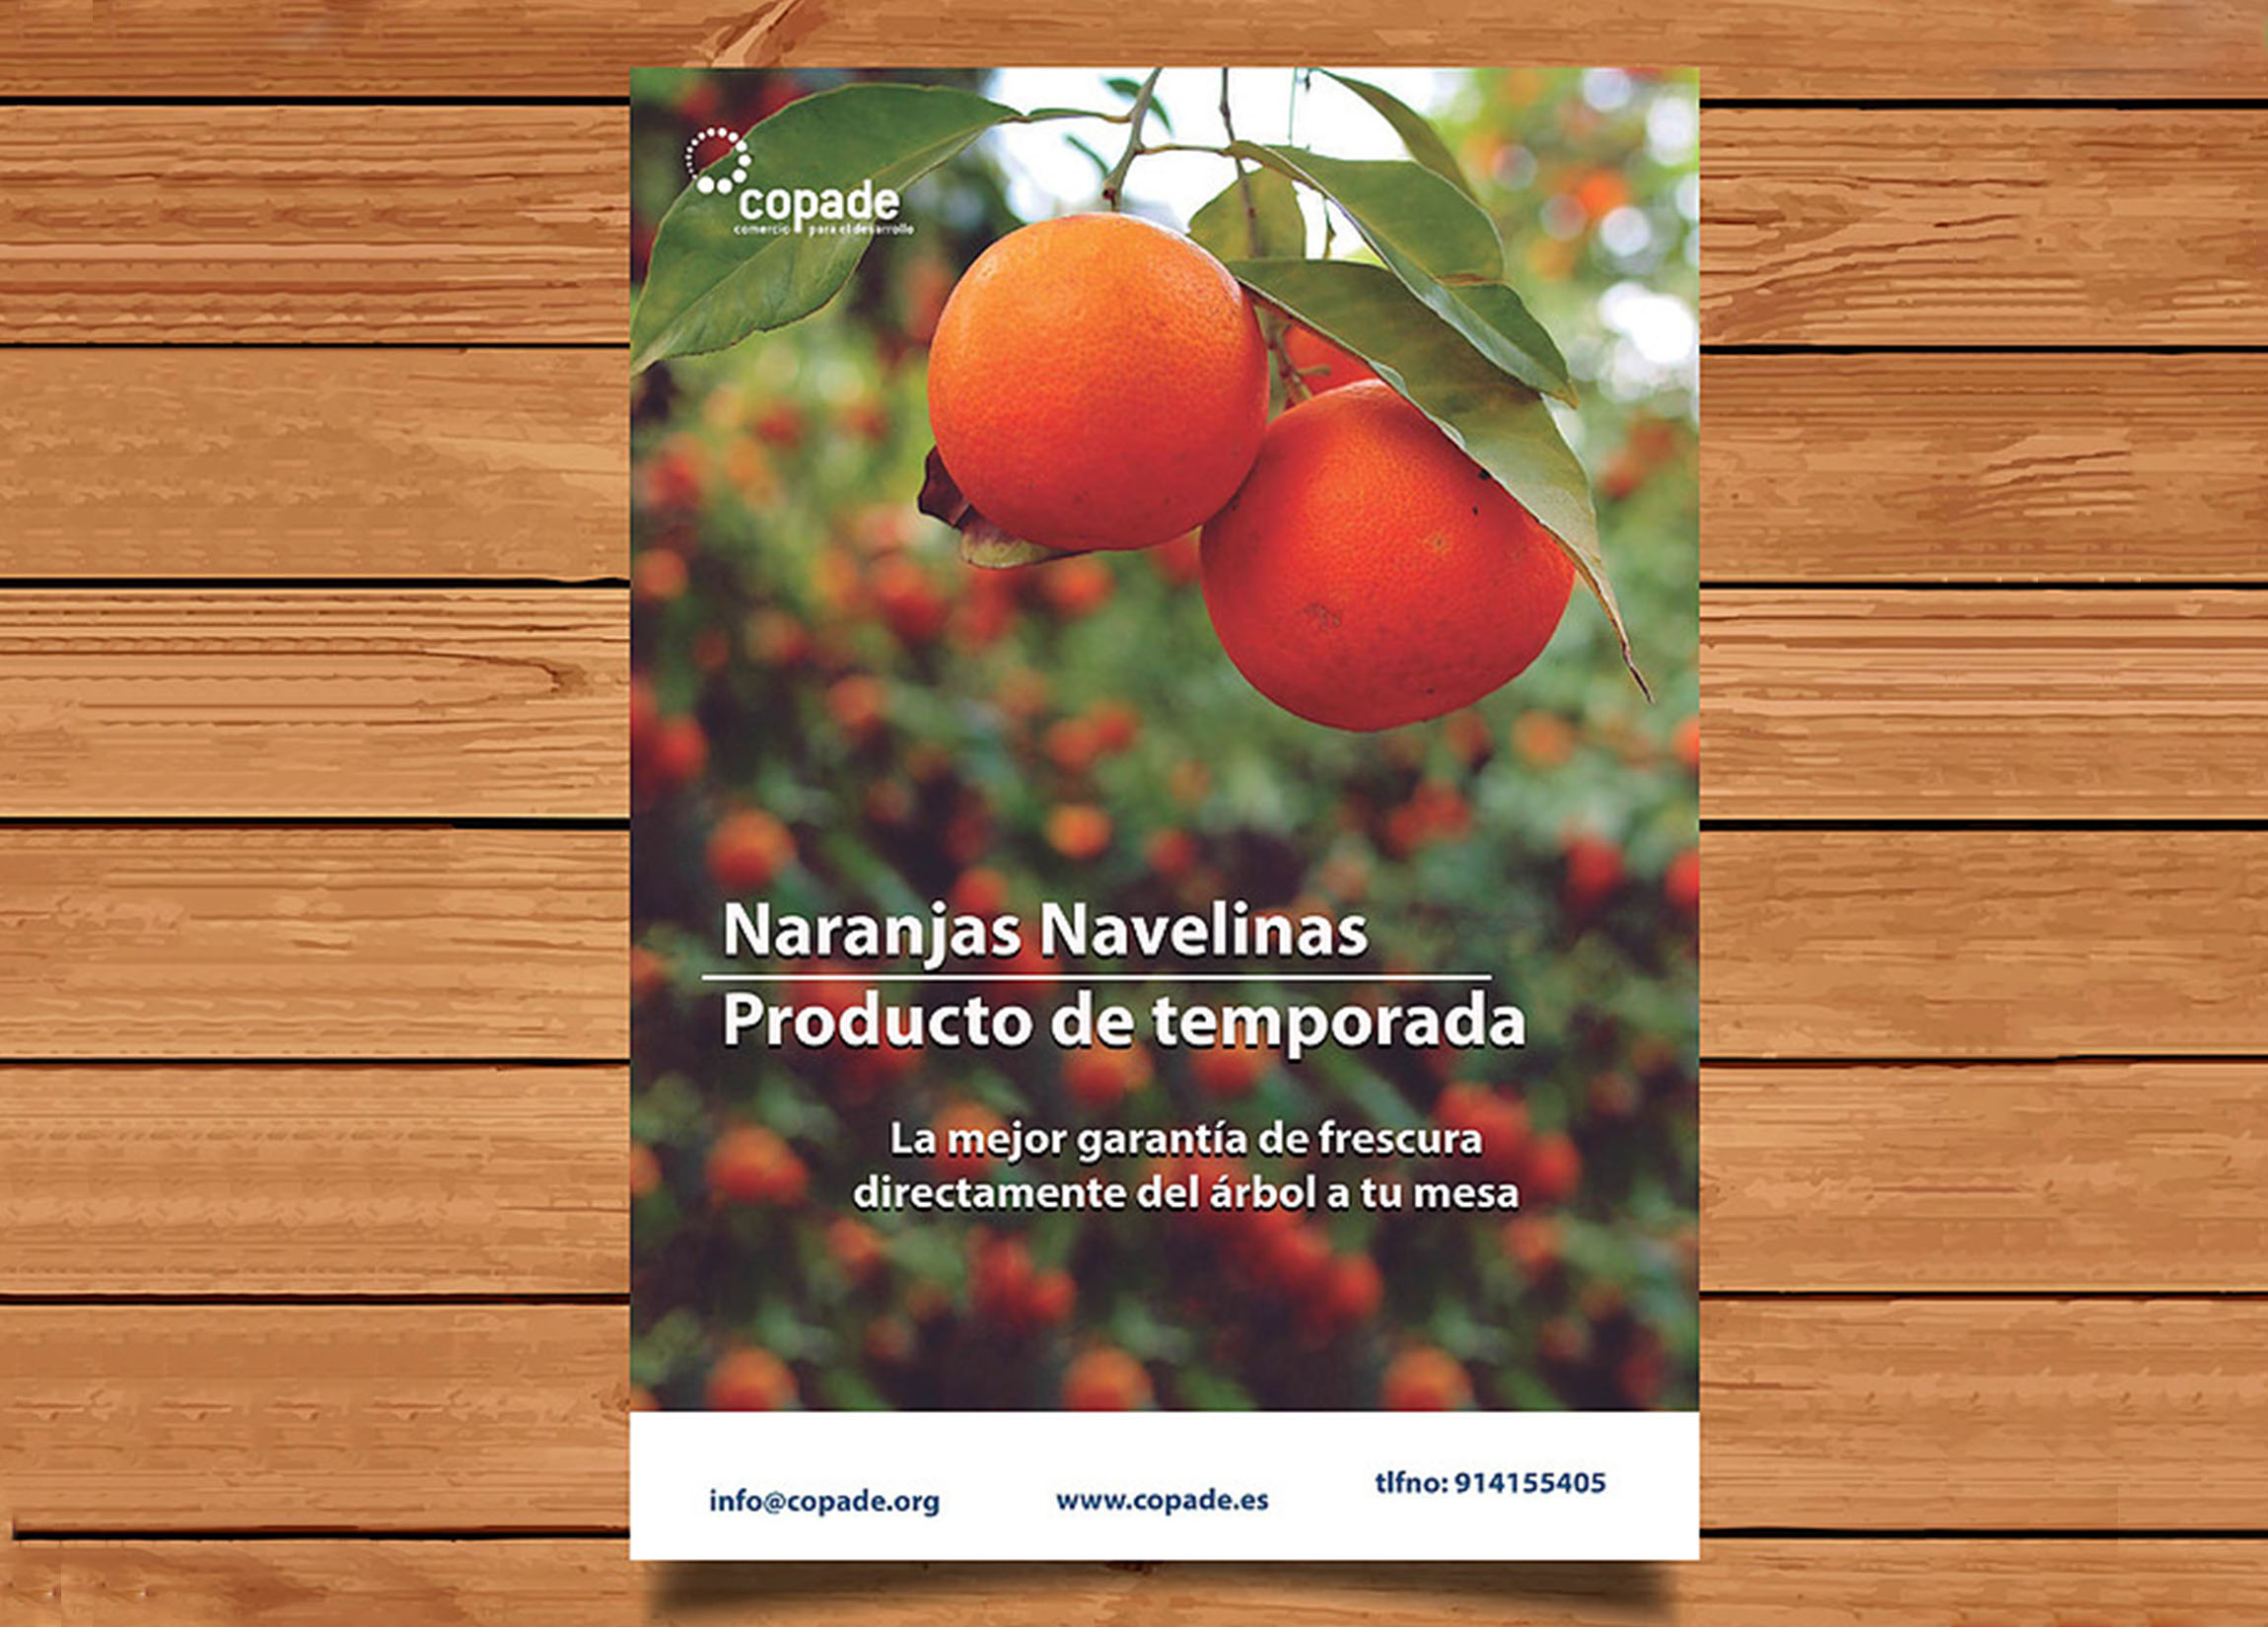 copade
comercio para el desarrollo
Naranjas Navelinas
Producto de temporada
La mejor garantía de frescura
directamente del árbol a tu mesa
info@copade.org
www.copade.es
tlfno: 914155405